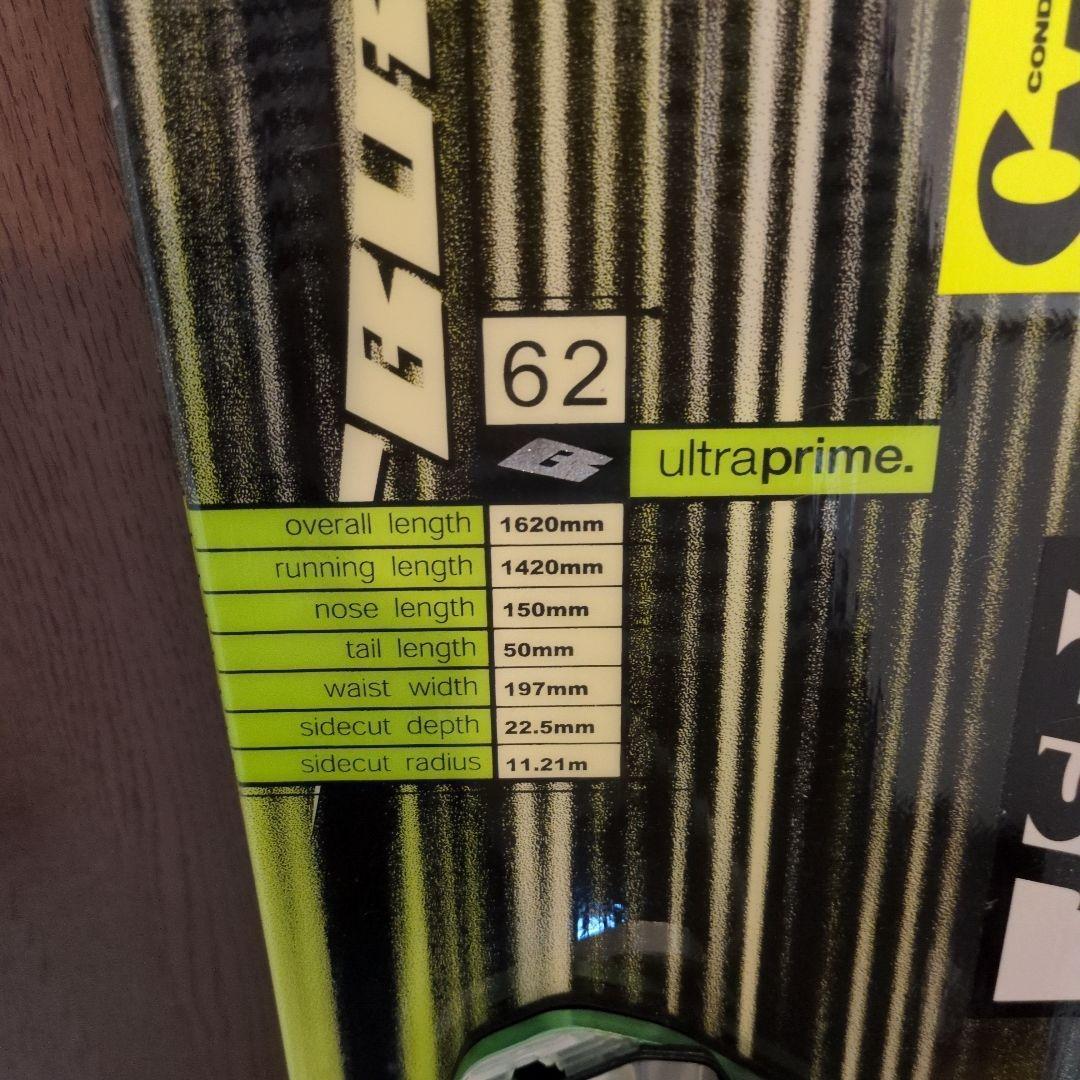 COND
62
ultraprime.
overall length 1620mm
running length 1420mm
nose length 150mm
tail length 50mm
waist width 197mm
sidecut depth 22.5mm
sidecut radius 11.21m